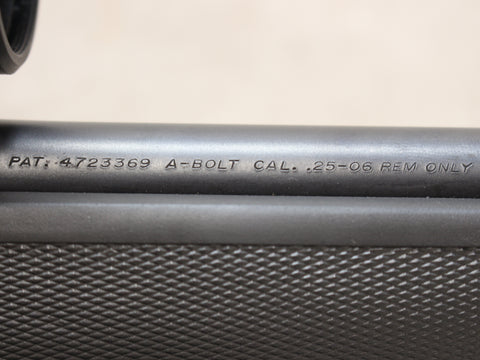 PAT. 4723369 A-BOLT CAL. .25-06 REM ONLY